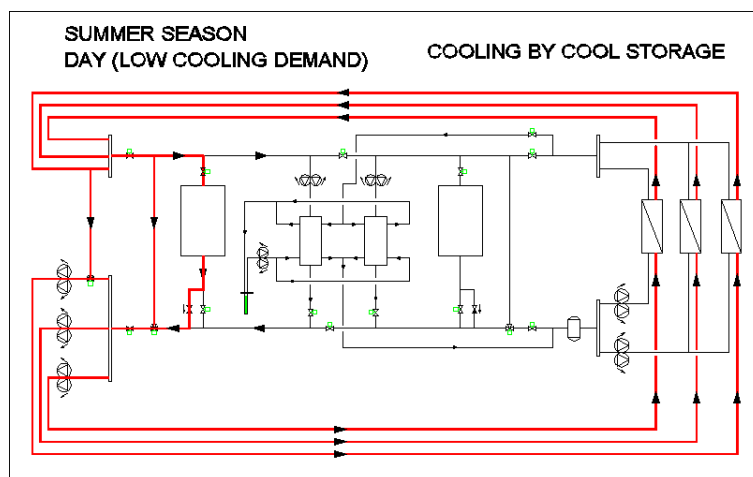 SUMMER SEASON
DAY (LOW COOLING DEMAND)
COOLING BY COOL STORAGE